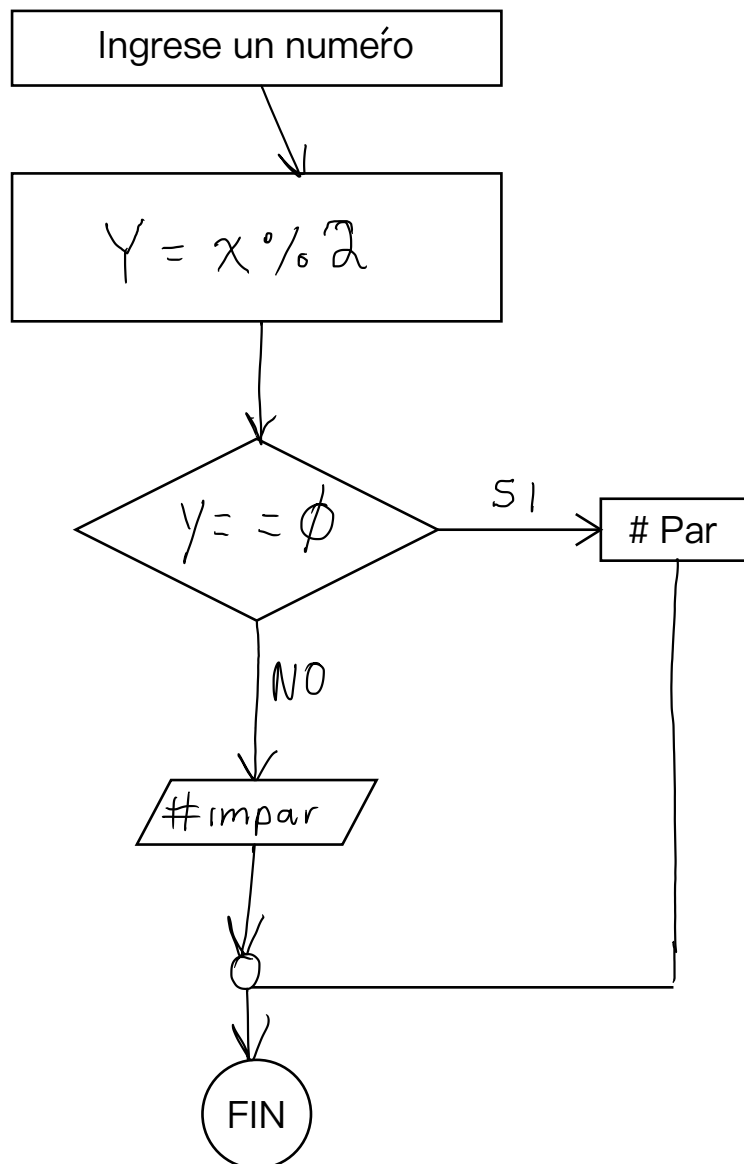 Ingrese un numeŕo
Y = x % 2
y = = ϕ
SI
# Par
NO
# impar
FIN